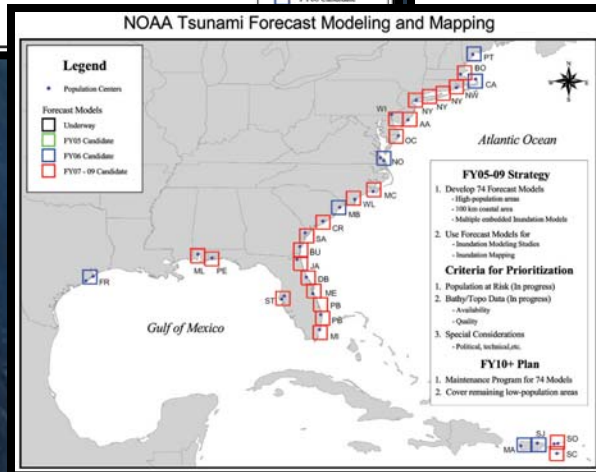 NOAA Tsunami Forecast Modeling and Mapping
Legend
Population Centers
Forecast Models
Underway
FY05 Candidate
FY06 Candidate
FY07 - 09 Candidate
PT
BO
CA
NW
NY
NY
NY
WI
AA
OC
Atlantic Ocean
NO
MC
WL
MB
CR
SA
BU
JA
DB
ME
PB
PB
MI
ST
ML
PE
FR
Gulf of Mexico
FY05-09 Strategy
1. Develop 74 Forecast Models
- High-population areas
- 100 km coastal area
- Multiple embedded Inundation Models
2. Use Forecast Models for
- Inundation Modeling Studies
- Inundation Mapping
Criteria for Prioritization
1. Population at Risk (In progress)
2. Bathy/Topo Data (In progress)
- Availability
- Quality
3. Special Considerations
- Political, technical,etc.
FY10+ Plan
1. Maintenance Program for 74 Models
2. Cover remaining low-population areas
MA
SJ
SO
SC